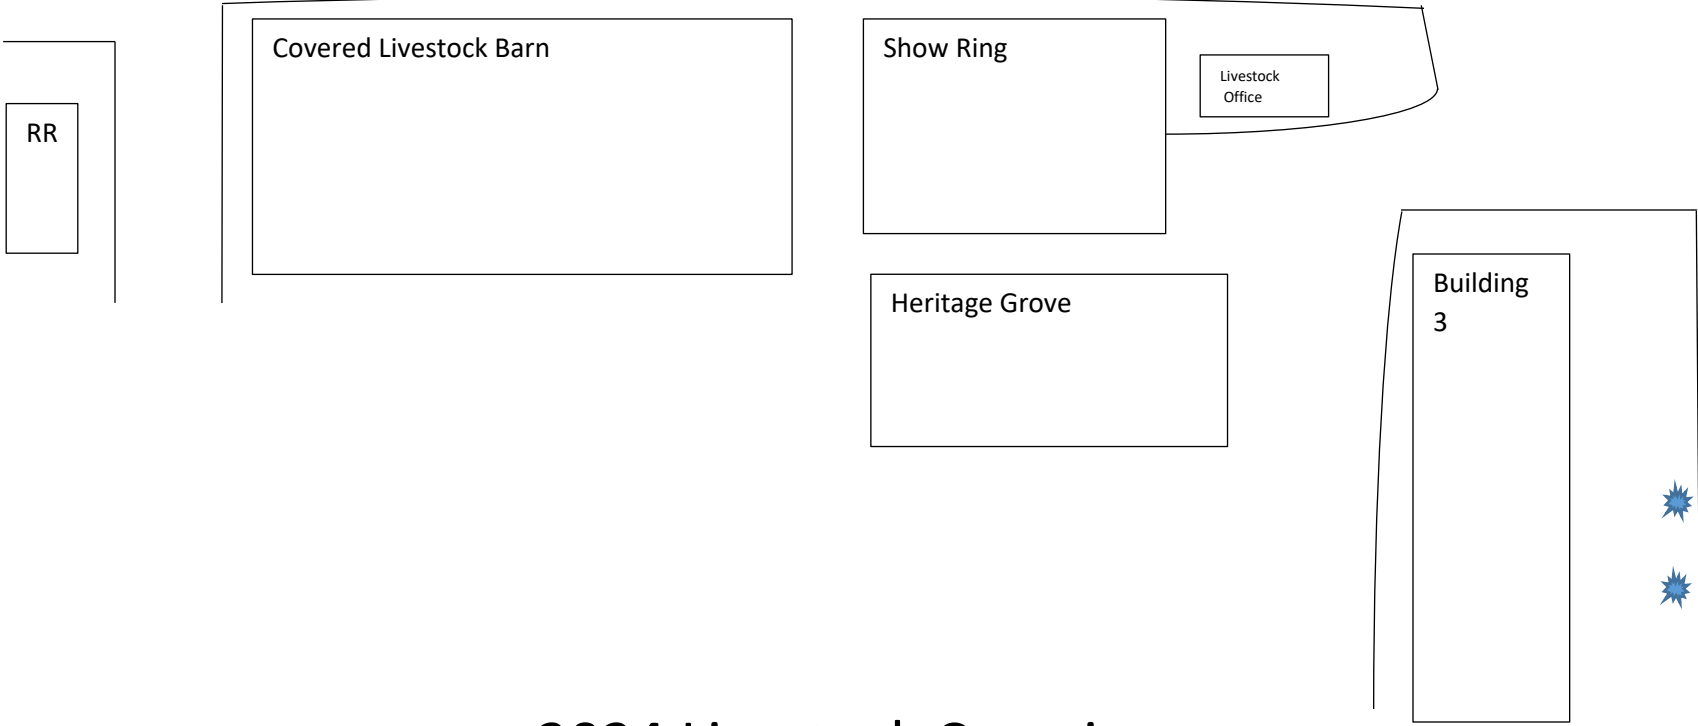 Covered Livestock Barn
Show Ring
Livestock
Office
RR
Heritage Grove
Building
3